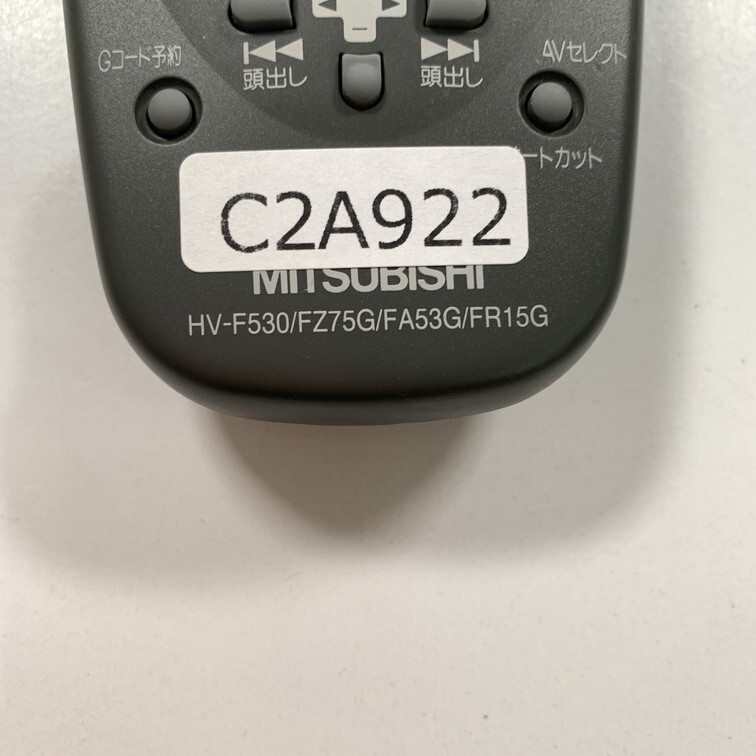 Gコード予約
頭出し
頭出し
AVセレクト
ートカット
C2A922
MITSUBISHI
HV-F530/FZ75G/FA53G/FR15G